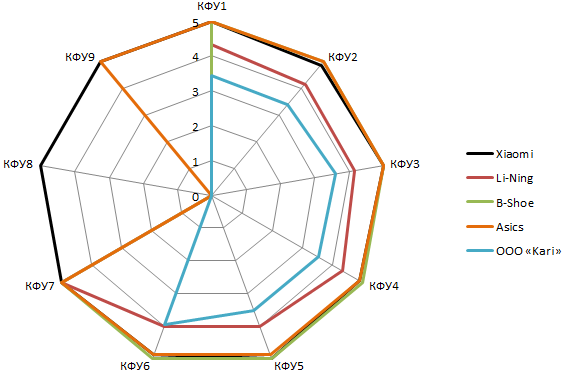 КФУ1
КФУ2
КФУ3
КФУ4
КФУ5
КФУ6
КФУ7
КФУ8
КФУ9
5
4
3
2
1
0
Xiaomi
Li-Ning
B-Shoe
Asics
ООО «Kari»